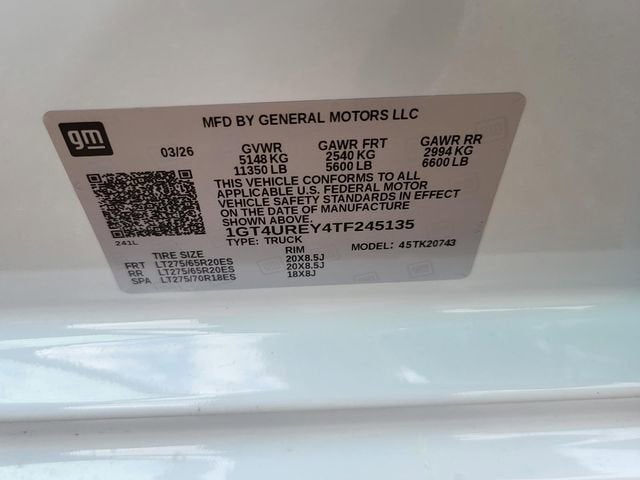 gm
MFD BY GENERAL MOTORS LLC
03/26
GVWR GAWR FRT GAWR RR
5148 KG 2540 KG 2994 KG
11350 LB 5600 LB 6600 LB
THIS VEHICLE CONFORMS TO ALL
APPLICABLE U.S. FEDERAL MOTOR
VEHICLE SAFETY STANDARDS IN EFFECT
ON THE DATE OF MANUFACTURE
SHOWN ABOVE.
1GT4UREY4TF245135
TYPE: TRUCK MODEL: 4STK20743
241L
TIRE SIZE RIM
FRT LT275/65R20ES 20X8.5J
RR LT275/65R20ES 20X8.5J
SPA LT275/70R18ES 18X8J